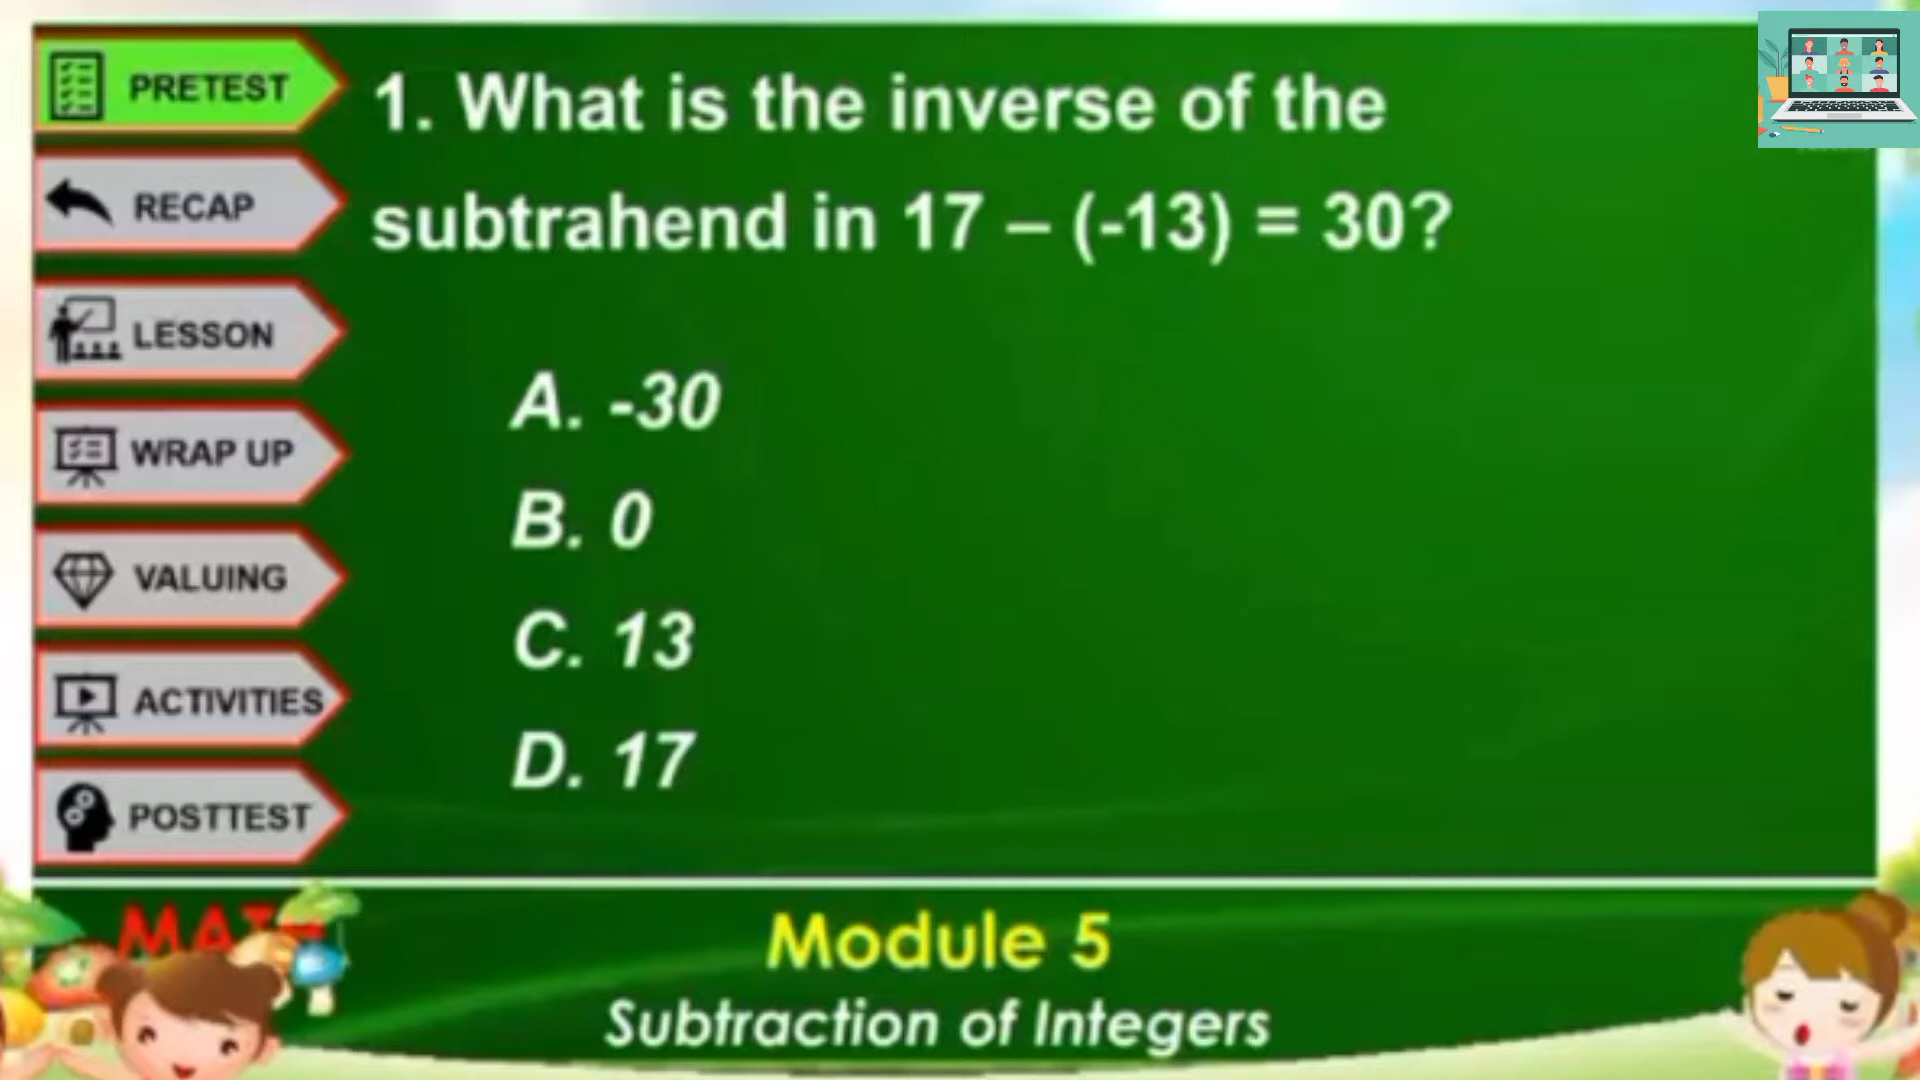 PRETEST
RECAP
LESSON
WRAP UP
VALUING
ACTIVITIES
POSTTEST
1. What is the inverse of the
subtrahend in 17 – (-13) = 30?
A. -30
B. 0
C. 13
D. 17
MATH
Module 5
Subtraction of Integers